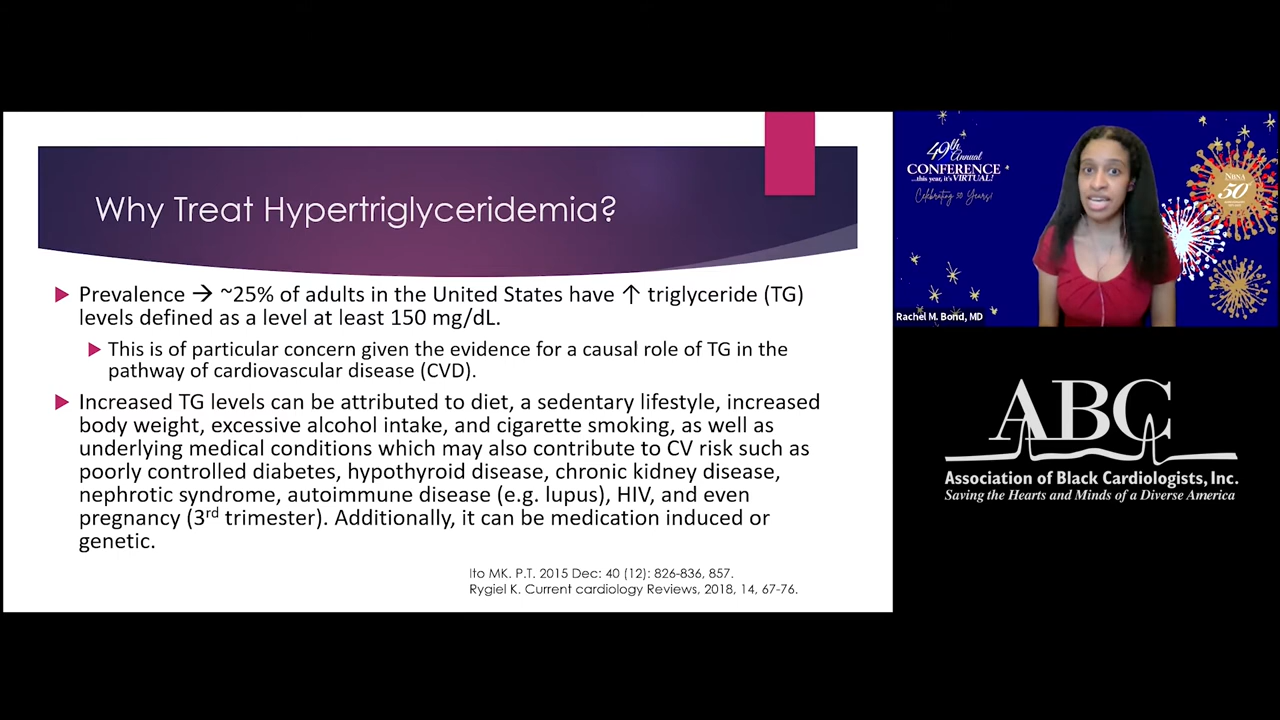 Why Treat Hypertriglyceridemia?
Prevalence → ~25% of adults in the United States have ↑ triglyceride (TG)
levels defined as a level at least 150 mg/dL.
This is of particular concern given the evidence for a causal role of TG in the
pathway of cardiovascular disease (CVD).
Increased TG levels can be attributed to diet, a sedentary lifestyle, increased
body weight, excessive alcohol intake, and cigarette smoking, as well as
underlying medical conditions which may also contribute to CV risk such as
poorly controlled diabetes, hypothyroid disease, chronic kidney disease,
nephrotic syndrome, autoimmune disease (e.g. lupus), HIV, and even
pregnancy (3rd trimester). Additionally, it can be medication induced or
genetic.
Ito MK. P.T. 2015 Dec: 40 (12): 826-836, 857.
Rygiel K. Current cardiology Reviews, 2018, 14, 67-76.
49th Annual
CONFERENCE
...this year, it's VIRTUAL!
Celebrating 50 Years!
NBNA
50
Rachel M. Bond, MD
ABC
Association of Black Cardiologists, Inc.
Saving the Hearts and Minds of a Diverse America